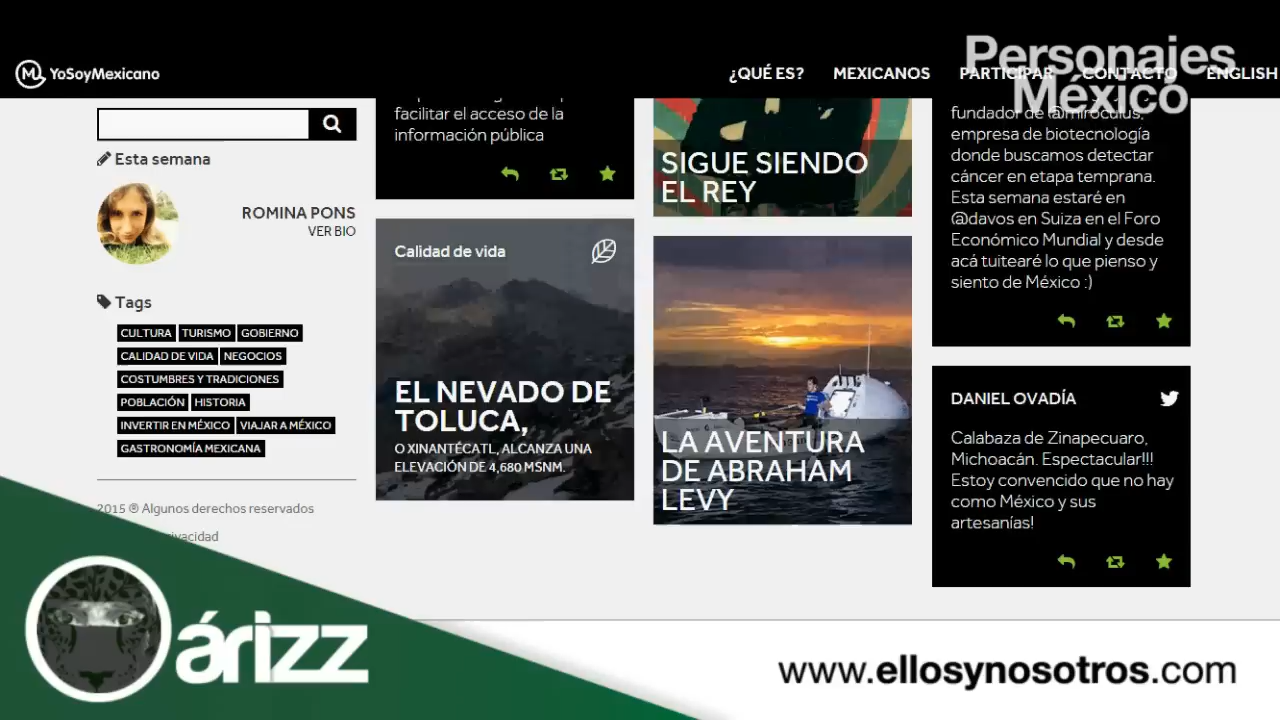 Personajes
México
YoSoyMexicano
¿QUÉ ES?
MEXICANOS
PARTICIPAR
CONTACTO
ENGLISH
Esta semana
ROMINA PONS
VER BIO
Tags
CULTURA TURISMO GOBIERNO
CALIDAD DE VIDA NEGOCIOS
COSTUMBRES Y TRADICIONES
POBLACIÓN HISTORIA
INVERTIR EN MÉXICO VIAJAR A MÉXICO
GASTRONOMÍA MEXICANA
2015 ® Algunos derechos reservados
facilitar el acceso de la
información pública
Calidad de vida
EL NEVADO DE
TOLUCA,
O XINANTÉCATL, ALCANZA UNA
ELEVACIÓN DE 4,680 MSNM.
SIGUE SIENDO
EL REY
LA AVENTURA
DE ABRAHAM
LEVY
fundador de @miroculus,
empresa de biotecnología
donde buscamos detectar
cáncer en etapa temprana.
Esta semana estaré en
@davos en Suiza en el Foro
Económico Mundial y desde
acá tuitearé lo que pienso y
siento de México :)
DANIEL OVADÍA
Calabaza de Zinapecuaro,
Michoacán. Espectacular!!!
Estoy convencido que no hay
como México y sus
artesanías!
árizz
www.ellosynosotros.com